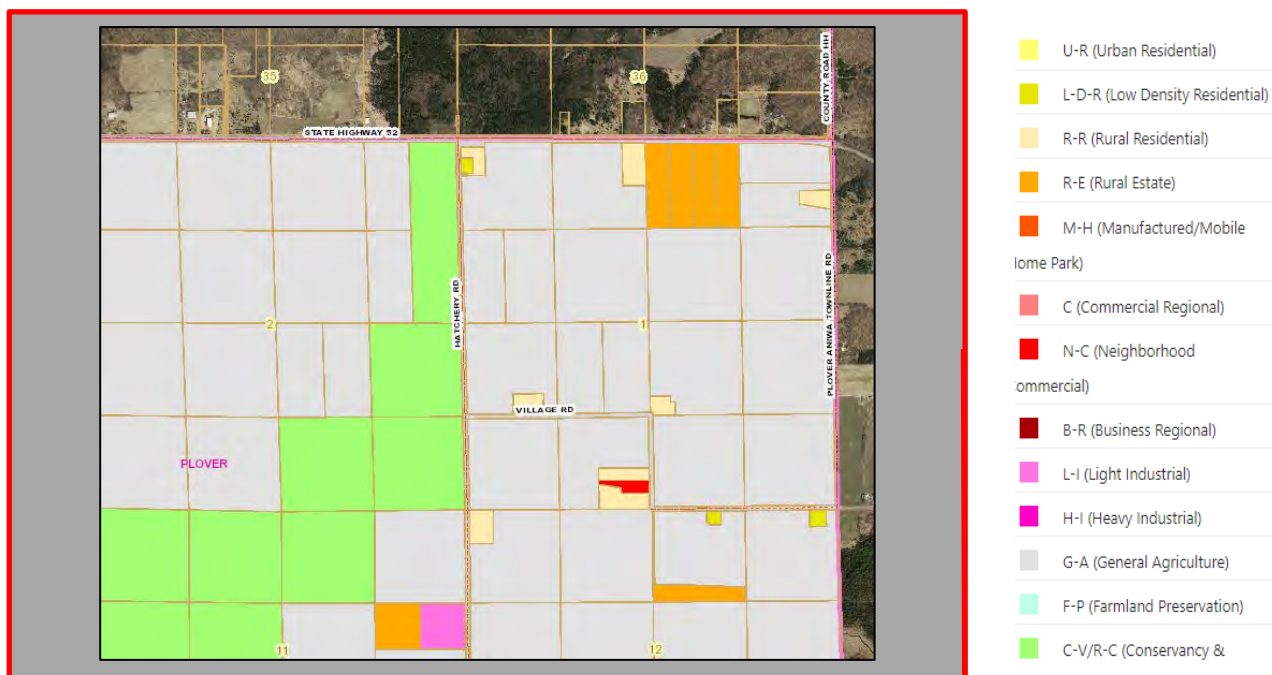 35
36
COUNTY ROAD HH
STATE HIGHWAY 52
HATCHERY RD
PLOVER ANIWA TOWNLINE RD
2
1
VILLAGE RD
PLOVER
11
12
U-R (Urban Residential)
L-D-R (Low Density Residential)
R-R (Rural Residential)
R-E (Rural Estate)
M-H (Manufactured/Mobile
Home Park)
C (Commercial Regional)
N-C (Neighborhood
ommercial)
B-R (Business Regional)
L-I (Light Industrial)
H-I (Heavy Industrial)
G-A (General Agriculture)
F-P (Farmland Preservation)
C-V/R-C (Conservancy &